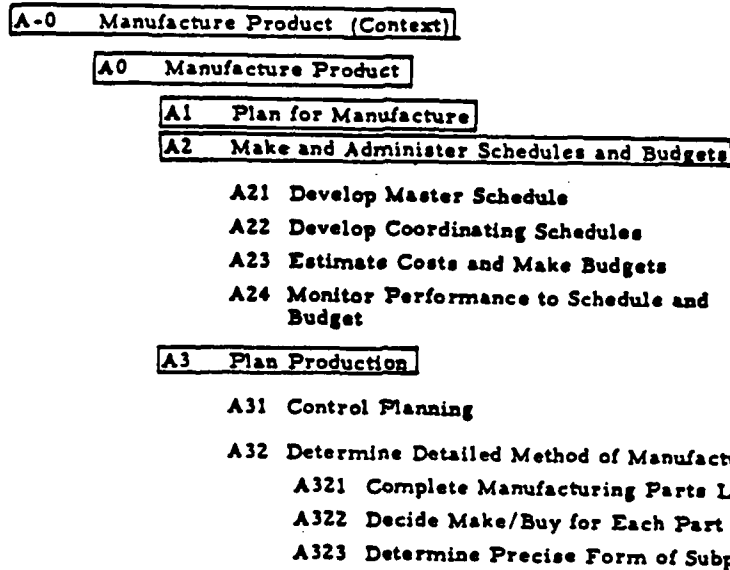 A-0 Manufacture Product (Context)
A0 Manufacture Product
A1 Plan for Manufacture
A2 Make and Administer Schedules and Budgets
A21 Develop Master Schedule
A22 Develop Coordinating Schedules
A23 Estimate Costs and Make Budgets
A24 Monitor Performance to Schedule and
Budget
A3 Plan Production
A31 Control Planning
A32 Determine Detailed Method of
A321 Complete Manufacturing Parts
A322 Decide Make/Buy for Each Part
A323 Determine Precise Form of